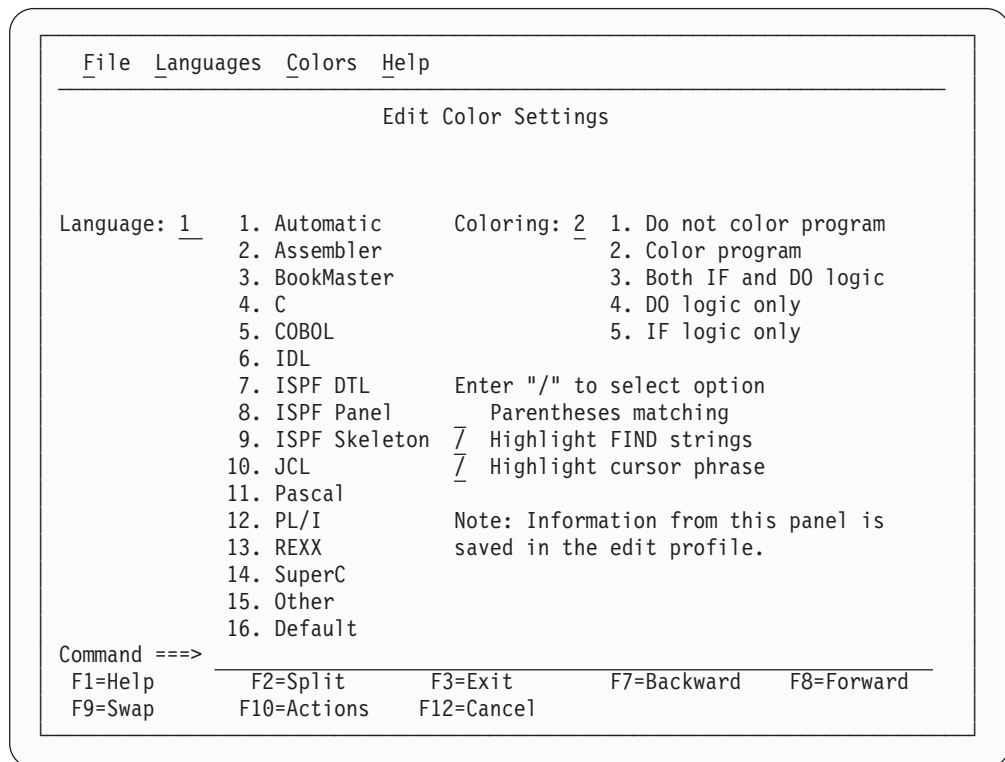 File Languages Colors Help
Edit Color Settings
Language: 1 1. Automatic Coloring: 2 1. Do not color program
2. Assembler 2. Color program
3. BookMaster 3. Both IF and DO logic
4. C 4. DO logic only
5. COBOL 5. IF logic only
6. IDL
7. ISPF DTL Enter "/" to select option
8. ISPF Panel _ Parentheses matching
9. ISPF Skeleton / Highlight FIND strings
10. JCL / Highlight cursor phrase
11. Pascal
12. PL/I Note: Information from this panel is
13. REXX saved in the edit profile.
14. SuperC
15. Other
16. Default
Command ===>
F1=Help F2=Split F3=Exit F7=Backward F8=Forward
F9=Swap F10=Actions F12=Cancel